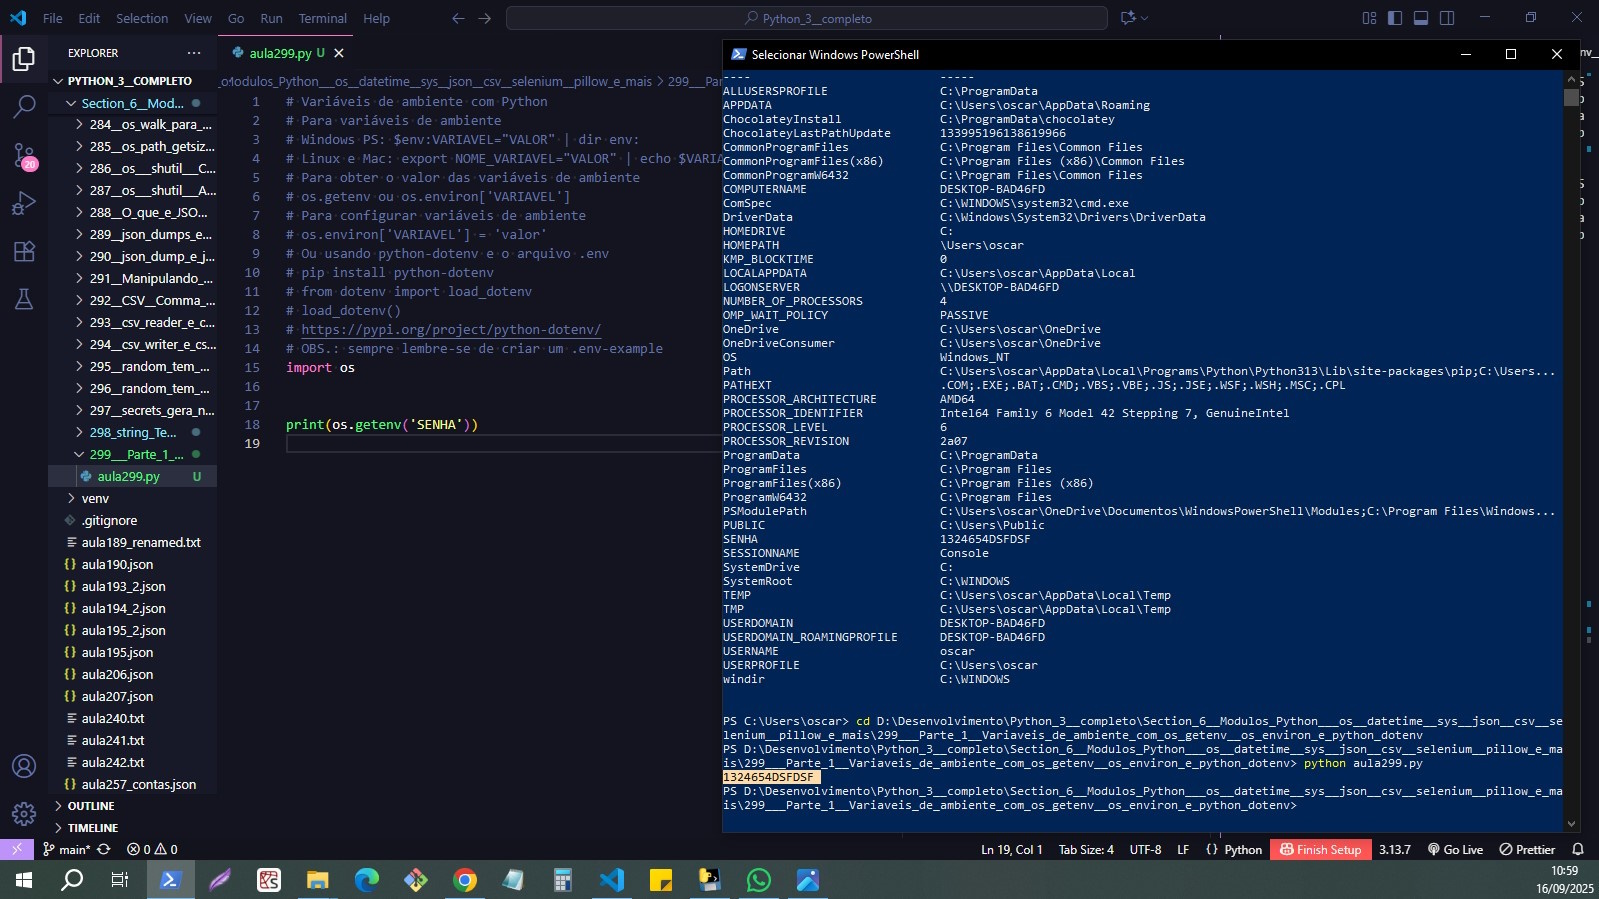 File Edit Selection View Go Run Terminal Help
Python_3__completo
EXPLORER
PYTHON_3__COMPLETO
Section_6__Mod...
284__os_walk_para_...
285__os_path_getsiz...
286__os___shutil__C...
287__os___shutil__A...
288__O_que_e_JSO...
289__json_dumps_e...
290__json_dump_e_j...
291__Manipulando_...
292__CSV__Comma_...
293__csv_reader_e_c...
294__csv_writer_e_cs...
295__random_tem_...
296__random_tem_...
297__secrets_gera_n...
298_string_Te...
299___Parte_1_...
aula299.py U
venv
.gitignore
aula189_renamed.txt
aula190.json
aula193_2.json
aula194_2.json
aula195_2.json
aula195.json
aula206.json
aula207.json
aula240.txt
aula241.txt
aula242.txt
aula257_contas.json
OUTLINE
TIMELINE
20
aula299.py U
Modulos_Python___os__datetime__sys__json__csv__selenium__pillow_e_mais > 299___Par
1 # Variáveis de ambiente com Python
2 # Para variáveis de ambiente
3 # Windows PS: $env:VARIAVEL="VALOR" | dir env:
4 # Linux e Mac: export NOME_VARIAVEL="VALOR" | echo $VARIA
5 # Para obter o valor das variáveis de ambiente
6 # os.getenv ou os.environ['VARIAVEL']
7 # Para configurar variáveis de ambiente
8 # os.environ['VARIAVEL'] = 'valor'
9 # Ou usando python-dotenv e o arquivo .env
10 # pip install python-dotenv
11 # from dotenv import load_dotenv
12 # load_dotenv()
13 # https://pypi.org/project/python-dotenv/
14 # OBS.: sempre lembre-se de criar um .env-example
15 import os
16
17
18 print(os.getenv('SENHA'))
19
Selecionar Windows PowerShell
---- -----
ALLUSERSPROFILE C:\ProgramData
APPDATA C:\Users\oscar\AppData\Roaming
ChocolateyInstall C:\ProgramData\chocolatey
ChocolateyLastPathUpdate 133995196138619966
CommonProgramFiles C:\Program Files\Common Files
CommonProgramFiles(x86) C:\Program Files (x86)\Common Files
CommonProgramW6432 C:\Program Files\Common Files
COMPUTERNAME DESKTOP-BAD46FD
ComSpec C:\WINDOWS\system32\cmd.exe
DriverData C:\Windows\System32\Drivers\DriverData
HOMEDRIVE C:
HOMEPATH \Users\oscar
KMP_BLOCKTIME 0
LOCALAPPDATA C:\Users\oscar\AppData\Local
LOGONSERVER \\DESKTOP-BAD46FD
NUMBER_OF_PROCESSORS 4
OMP_WAIT_POLICY PASSIVE
OneDrive C:\Users\oscar\OneDrive
OneDriveConsumer C:\Users\oscar\OneDrive
OS Windows_NT
Path C:\Users\oscar\AppData\Local\Programs\Python\Python313\Lib\site-packages\pip;C:\Users...
PATHEXT .COM;.EXE;.BAT;.CMD;.VBS;.VBE;.JS;.JSE;.WSF;.WSH;.MSC;.CPL
PROCESSOR_ARCHITECTURE AMD64
PROCESSOR_IDENTIFIER Intel64 Family 6 Model 42 Stepping 7, GenuineIntel
PROCESSOR_LEVEL 6
PROCESSOR_REVISION 2a07
ProgramData C:\ProgramData
ProgramFiles C:\Program Files
ProgramFiles(x86) C:\Program Files (x86)
ProgramW6432 C:\Program Files
PSModulePath C:\Users\oscar\OneDrive\Documentos\WindowsPowerShell\Modules;C:\Program Files\Windows...
PUBLIC C:\Users\Public
SENHA 1324654DSFDSF
SESSIONNAME Console
SystemDrive C:
SystemRoot C:\WINDOWS
TEMP C:\Users\oscar\AppData\Local\Temp
TMP C:\Users\oscar\AppData\Local\Temp
USERDOMAIN DESKTOP-BAD46FD
USERDOMAIN_ROAMINGPROFILE DESKTOP-BAD46FD
USERNAME oscar
USERPROFILE C:\Users\oscar
windir C:\WINDOWS
PS C:\Users\oscar> cd D:\Desenvolvimento\Python_3__completo\Section_6__Modulos_Python___os__datetime__sys__json__csv__se
lenium__pillow_e_mais\299___Parte_1__Variaveis_de_ambiente_com_os_getenv__os_environ_e_python_dotenv
PS D:\Desenvolvimento\Python_3__completo\Section_6__Modulos_Python___os__datetime__sys__json__csv__selenium__pillow_e_ma
is\299___Parte_1__Variaveis_de_ambiente_com_os_getenv__os_environ_e_python_dotenv> python aula299.py
1324654DSFDSF
PS D:\Desenvolvimento\Python_3__completo\Section_6__Modulos_Python___os__datetime__sys__json__csv__selenium__pillow_e_ma
is\299___Parte_1__Variaveis_de_ambiente_com_os_getenv__os_environ_e_python_dotenv>
main* 0 0 Ln 19, Col 1 Tab Size: 4 UTF-8 LF {} Python Finish Setup 3.13.7 Go Live Prettier
10:59
16/09/2025